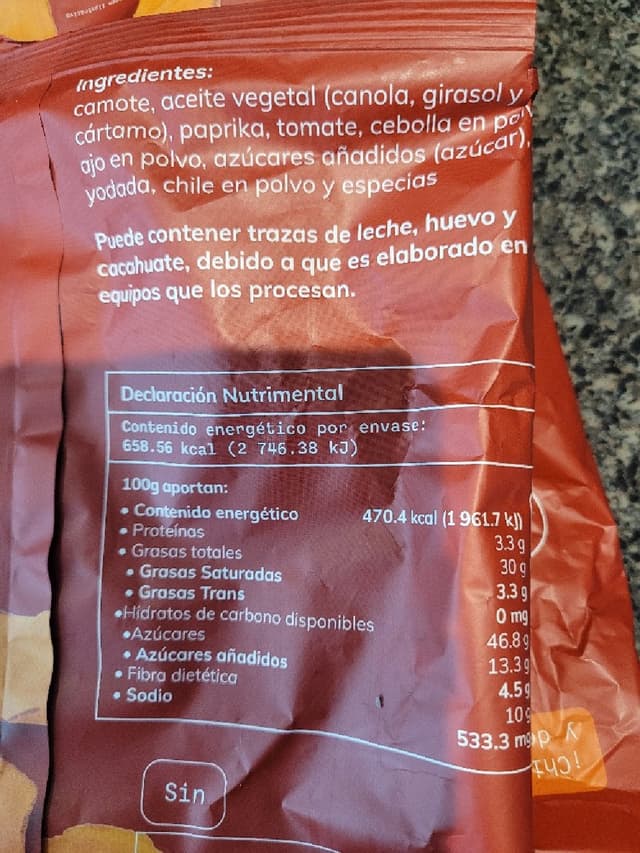 Ingredientes:
camote, aceite vegetal (canola, girasol y
cártamo), paprika, tomate, cebolla en
ajo en polvo, azúcares añadidos (azúcar),
yodada, chile en polvo y especias
Puede contener trazas de leche, huevo y
cacahuate, debido a que es elaborado en
equipos que los procesan.
Declaración Nutrimental
Contenido energético por envase:
658.56 kcal (2 746.38 kJ)
100g aportan:
• Contenido energético 470.4 kcal (1 961.7 kJ)
• Proteínas 3.3 g
• Grasas totales 30 g
• Grasas Saturadas 3.3 g
• Grasas Trans 0 mg
•Hidratos de carbono disponibles 46.8 g
•Azúcares 13.3 g
• Azúcares añadidos 4.5 g
• Fibra dietética 10 g
• Sodio 533.3 mg
Sin